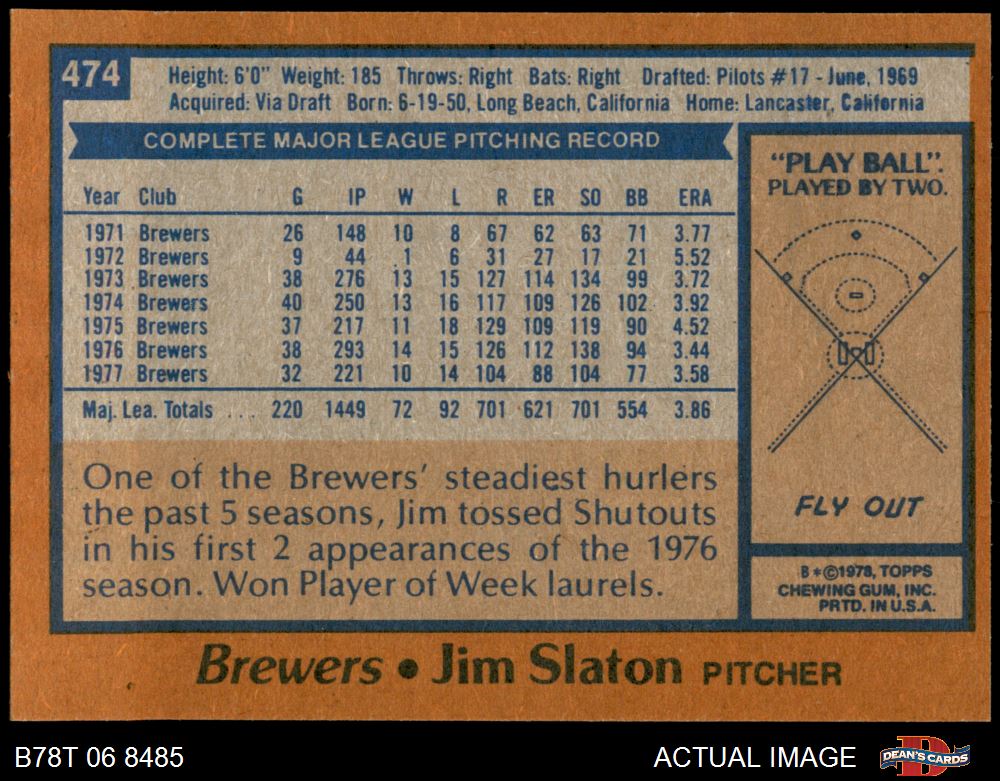 474
Height: 6'0" Weight: 185 Throws: Right Bats: Right Drafted: Pilots #17 - June, 1969
Acquired: Via Draft Born: 6-19-50, Long Beach, California Home: Lancaster, California
COMPLETE MAJOR LEAGUE PITCHING RECORD
Year Club G IP W L R ER SO BB ERA
1971 Brewers 26 148 10 8 67 62 63 71 3.77
1972 Brewers 9 44 1 6 31 27 17 21 5.52
1973 Brewers 38 276 13 15 127 114 134 99 3.72
1974 Brewers 40 250 13 16 117 109 126 102 3.92
1975 Brewers 37 217 11 18 129 109 119 90 4.52
1976 Brewers 38 293 14 15 126 112 138 94 3.44
1977 Brewers 32 221 10 14 104 88 104 77 3.58
Maj. Lea. Totals ... 220 1449 72 92 701 621 701 554 3.86
One of the Brewers' steadiest hurlers
the past 5 seasons, Jim tossed Shutouts
in his first 2 appearances of the 1976
season. Won Player of Week laurels.
"PLAY BALL".
PLAYED BY TWO.
FLY OUT
B*©1978, TOPPS
CHEWING GUM, INC.
PRTD. IN U.S.A.
Brewers • Jim Slaton PITCHER
B78T 06 8485
ACTUAL IMAGE
DEAN'S CARDS